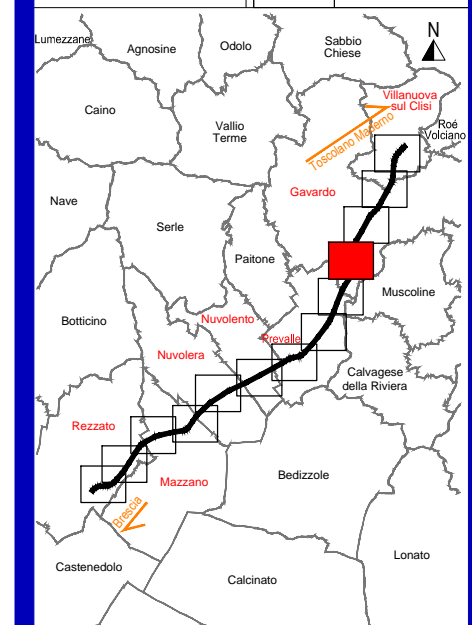 N
Lumezzane
Agnosine
Odolo
Sabbio
Chiese
Caino
Vallio
Terme
Villanuova
sul Clisi
Roé
Volciano
Toscolano Maderno
Nave
Serle
Gavardo
Paitone
Muscoline
Botticino
Nuvolento
Prevalle
Nuvolera
Calvagese
della Riviera
Rezzato
Mazzano
Bedizzole
Brescia
Castenedolo
Calcinato
Lonato